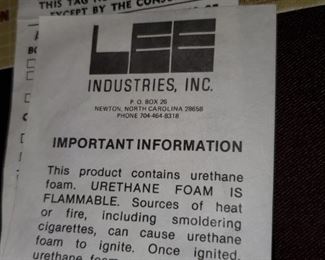 THIS TAG
EXCEPT BY THE
LEE
INDUSTRIES, INC.
P. O. BOX 26
NEWTON, NORTH CAROLINA 28658
PHONE 704-464-8318
IMPORTANT INFORMATION
This product contains urethane
foam. URETHANE FOAM IS
FLAMMABLE. Sources of heat
or fire, including smoldering
cigarettes, can cause urethane
foam to ignite. Once ignited,
urethane